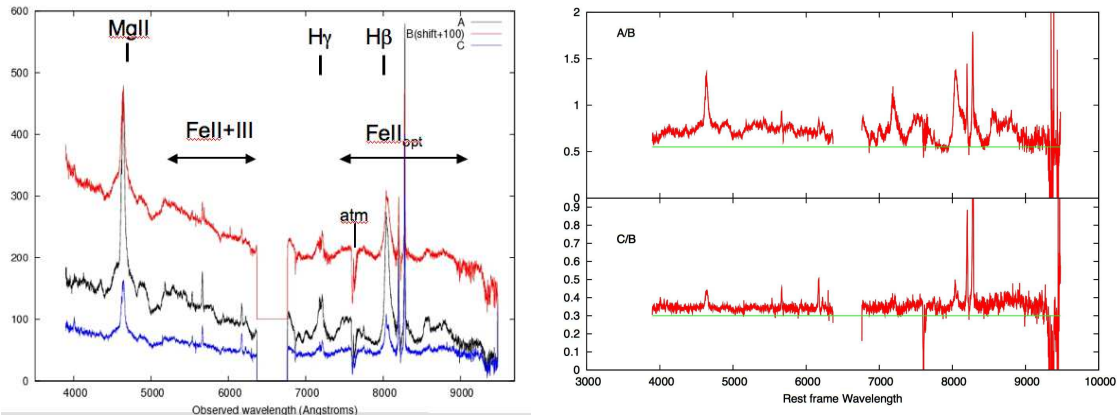 600
500
400
300
200
100
0
4000
5000
6000
7000
8000
9000
Observed wavelength (Angstroms)
MgII
Hγ
Hβ
FeII+III
FeIIopt
atm
A
B(shift+100)
C
2
1.5
1
0.5
0
A/B
0.9
0.8
0.7
0.6
0.5
0.4
0.3
0.2
0.1
0
C/B
3000
4000
5000
6000
7000
8000
9000
10000
Rest frame Wavelength